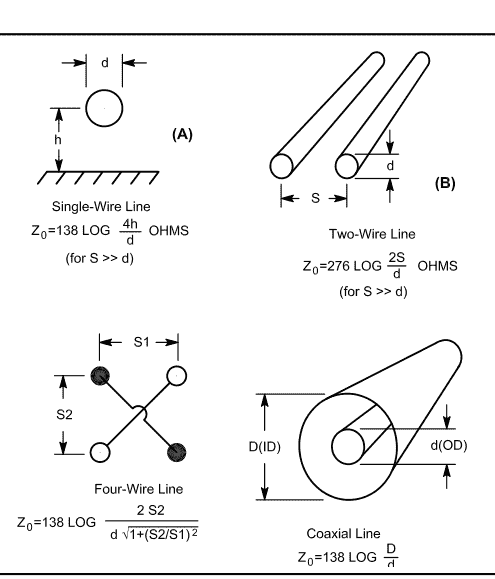 d
h
(A)
Single-Wire Line
Z₀=138 LOG 4h/d OHMS
(for S >> d)
S
d
(B)
Two-Wire Line
Z₀=276 LOG 2S/d OHMS
(for S >> d)
S1
S2
Four-Wire Line
Z₀=138 LOG 2 S2/d √1+(S2/S1)²
D(ID)
d(OD)
Coaxial Line
Z₀=138 LOG D/d